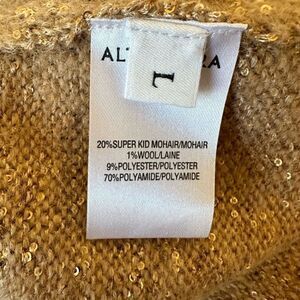 L
20%SUPER KID MOHAIR/MOHAIR
1%WOOL/LAINE
9%POLYESTER/POLYESTER
70%POLYAMIDE/POLYAMIDE